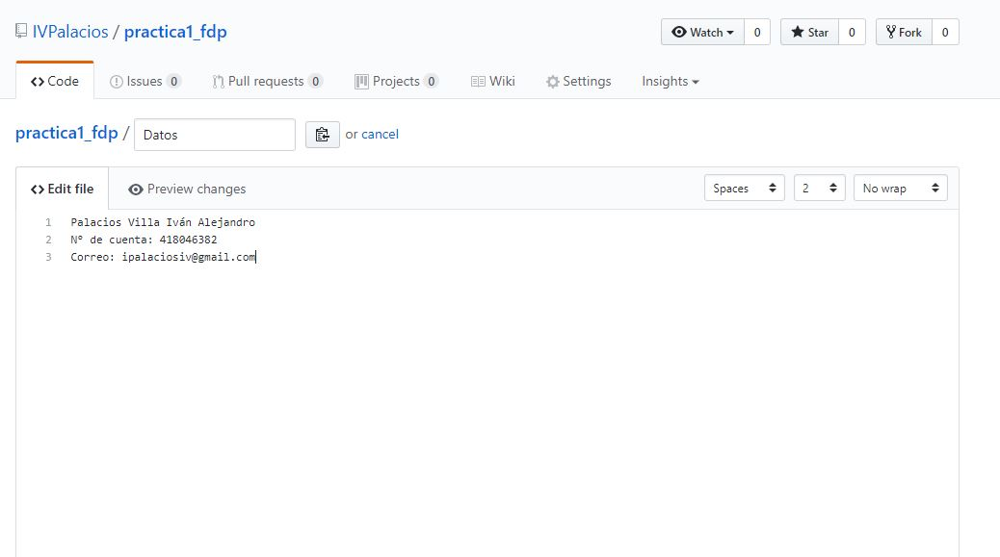 IVPalacios / practica1_fdp
Watch 0 Star 0 Fork 0
Code Issues 0 Pull requests 0 Projects 0 Wiki Settings Insights
practica1_fdp / Datos or cancel
Edit file Preview changes Spaces 2 No wrap
1 Palacios Villa Iván Alejandro
2 Nº de cuenta: 418046382
3 Correo: ipalaciosiv@gmail.com